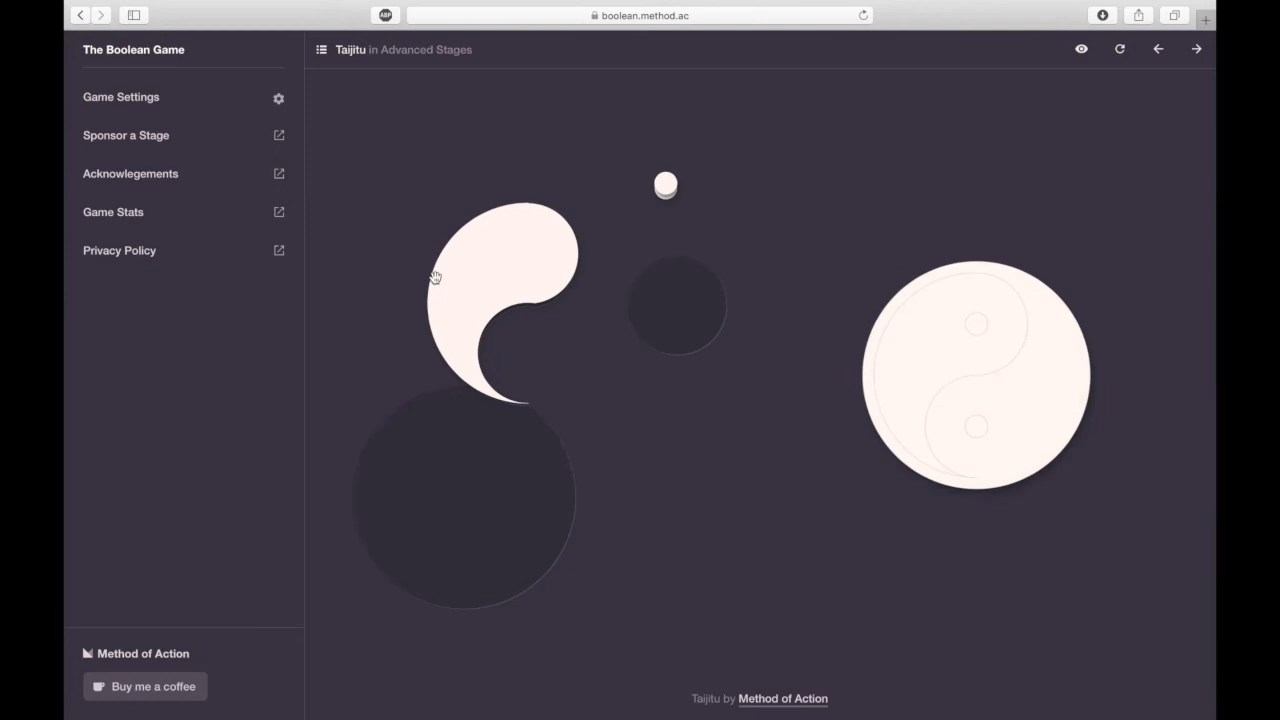 ABP
boolean.method.ac
The Boolean Game
Taijitu in Advanced Stages
Game Settings
Sponsor a Stage
Acknowlegements
Game Stats
Privacy Policy
Method of Action
Buy me a coffee
Taijitu by Method of Action